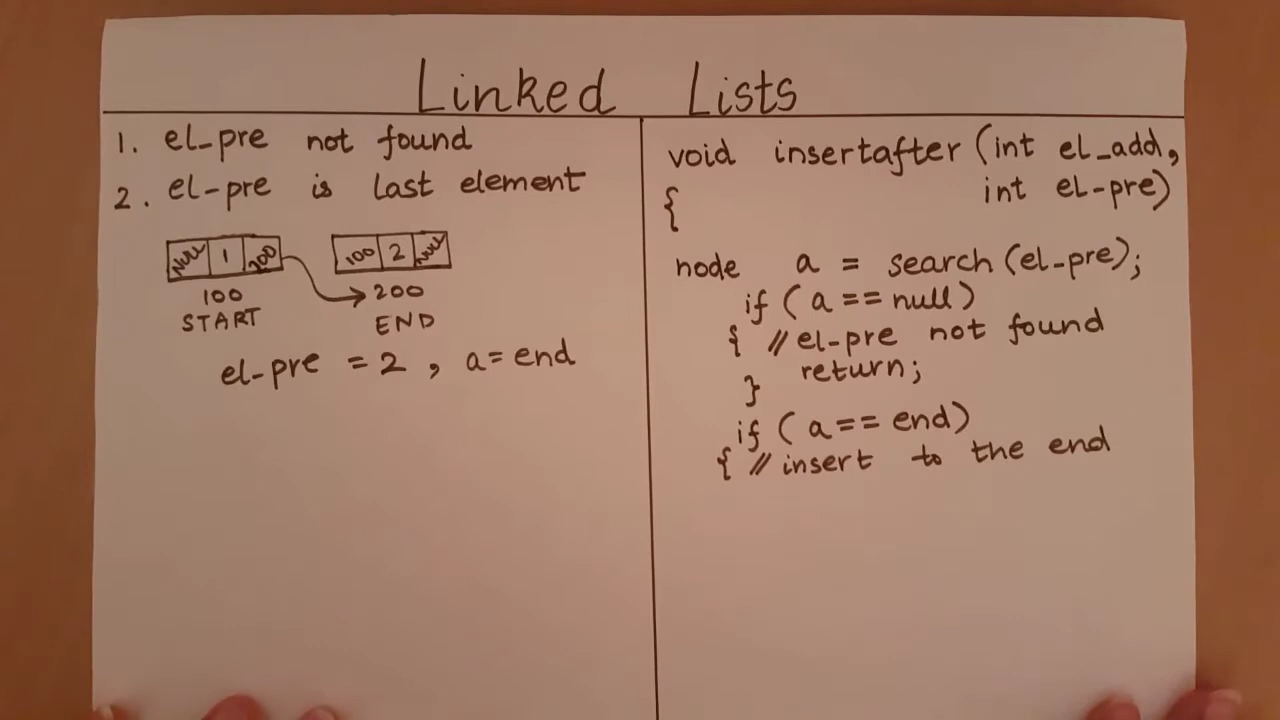 Linked Lists
1. el_pre not found
2. el-pre is last element
NULL 1 200
100 2 NULL
100
START
200
END
el-pre = 2, a = end
void insertafter (int el_add,
int el-pre)
{
node a = search (el_pre);
if (a == null)
{ // el-pre not found
return;
}
if (a == end)
{ // insert to the end